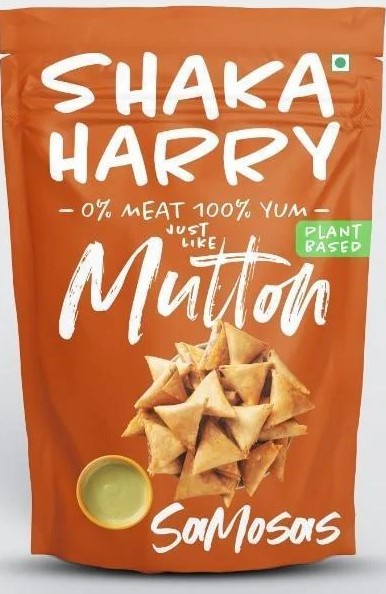 SHAKA
HARRY
– 0% MEAT 100% YUM –
JUST
LIKE
PLANT
BASED
Mutton
SaMosas